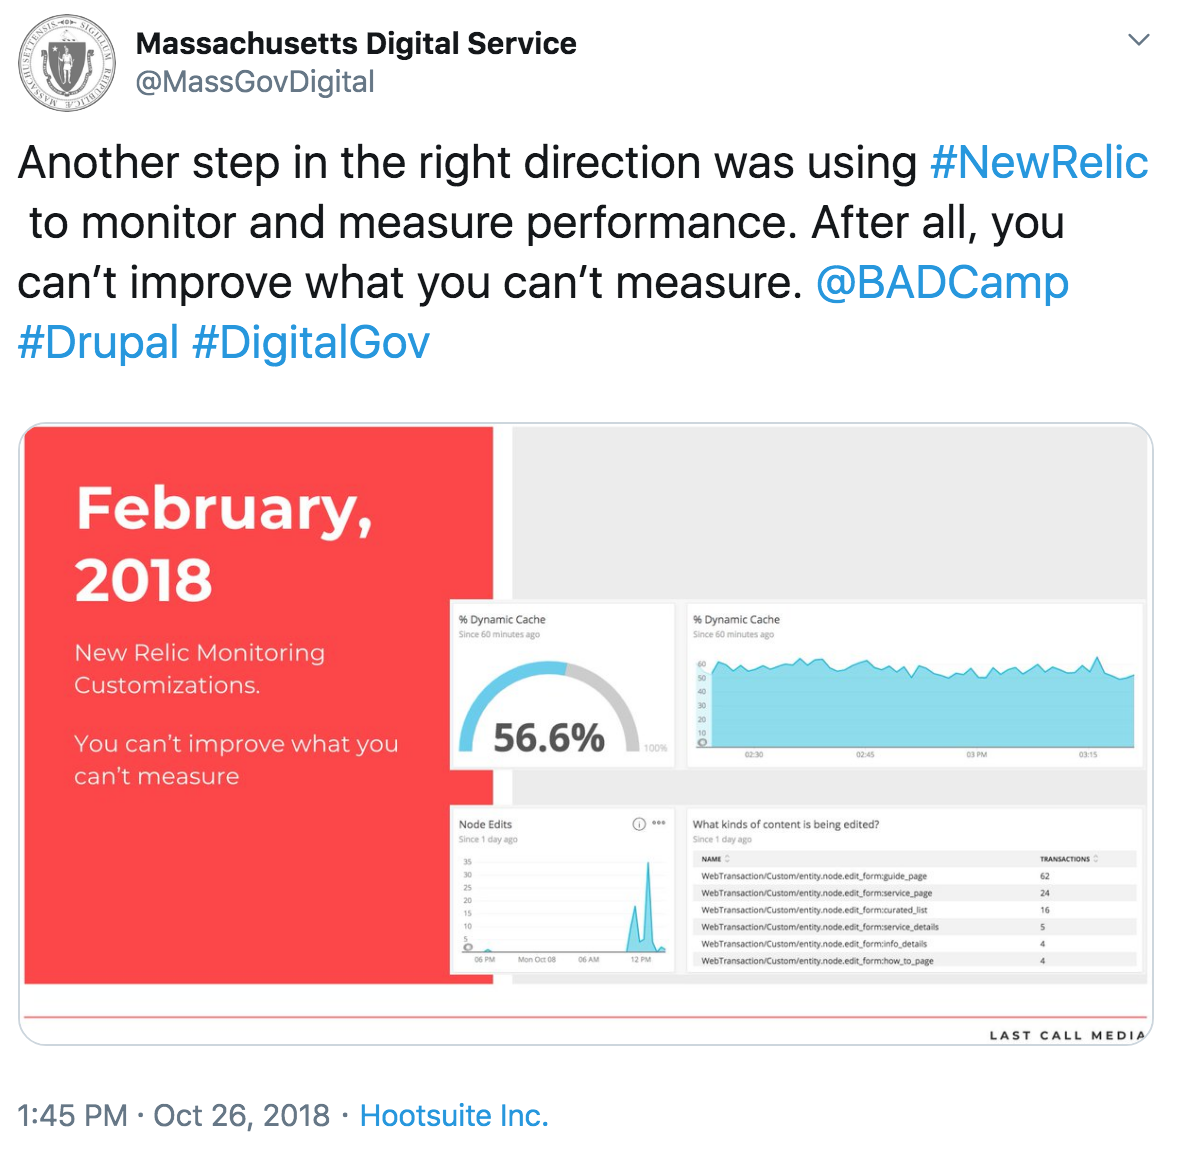 Massachusetts Digital Service
@MassGovDigital
Another step in the right direction was using #NewRelic
to monitor and measure performance. After all, you
can’t improve what you can’t measure. @BADCamp
#Drupal #DigitalGov
February,
2018
New Relic Monitoring
Customizations.
You can’t improve what you
can’t measure
% Dynamic Cache
Since 60 minutes ago
56.6%
100%
% Dynamic Cache
Since 60 minutes ago
60
50
40
30
20
10
0
02:30 02:45 03 PM 03:15
Node Edits
Since 1 day ago
35
30
25
20
15
10
5
0
06 PM Mon Oct 08 06 AM 12 PM
What kinds of content is being edited?
Since 1 day ago
NAME TRANSACTIONS
WebTransaction/Custom/entity.node.edit_form:guide_page 62
WebTransaction/Custom/entity.node.edit_form:service_page 24
WebTransaction/Custom/entity.node.edit_form:curated_list 16
WebTransaction/Custom/entity.node.edit_form:service_details 5
WebTransaction/Custom/entity.node.edit_form:info_details 4
WebTransaction/Custom/entity.node.edit_form:how_to_page 4
LAST CALL MEDIA
1:45 PM · Oct 26, 2018 · Hootsuite Inc.